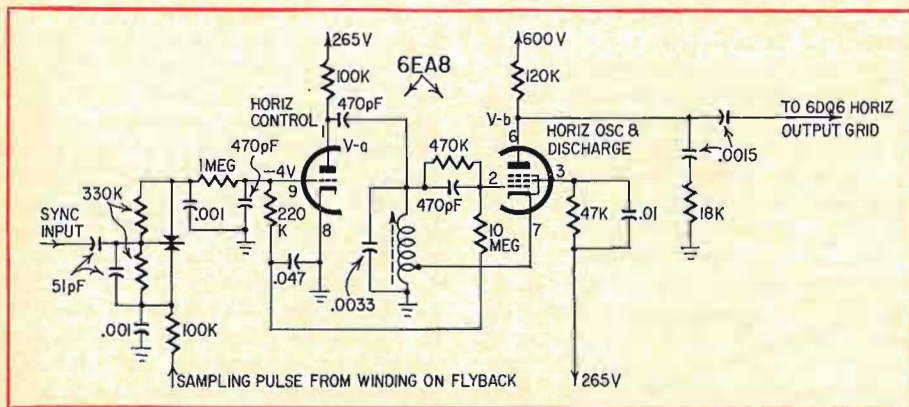 265V
600V
6EA8
100K
120K
HORIZ
CONTROL
470pF
470pF
1
V-a
V-b
6
HORIZ OSC &
DISCHARGE
TO 6DQ6 HORIZ
OUTPUT GRID
.0015
470K
1MEG
-4V
9
330K
.001
220
K
8
2
3
470pF
10
MEG
7
47K
.01
18K
SYNC
INPUT
51pF
.047
.0033
.001
100K
SAMPLING PULSE FROM WINDING ON FLYBACK
265V